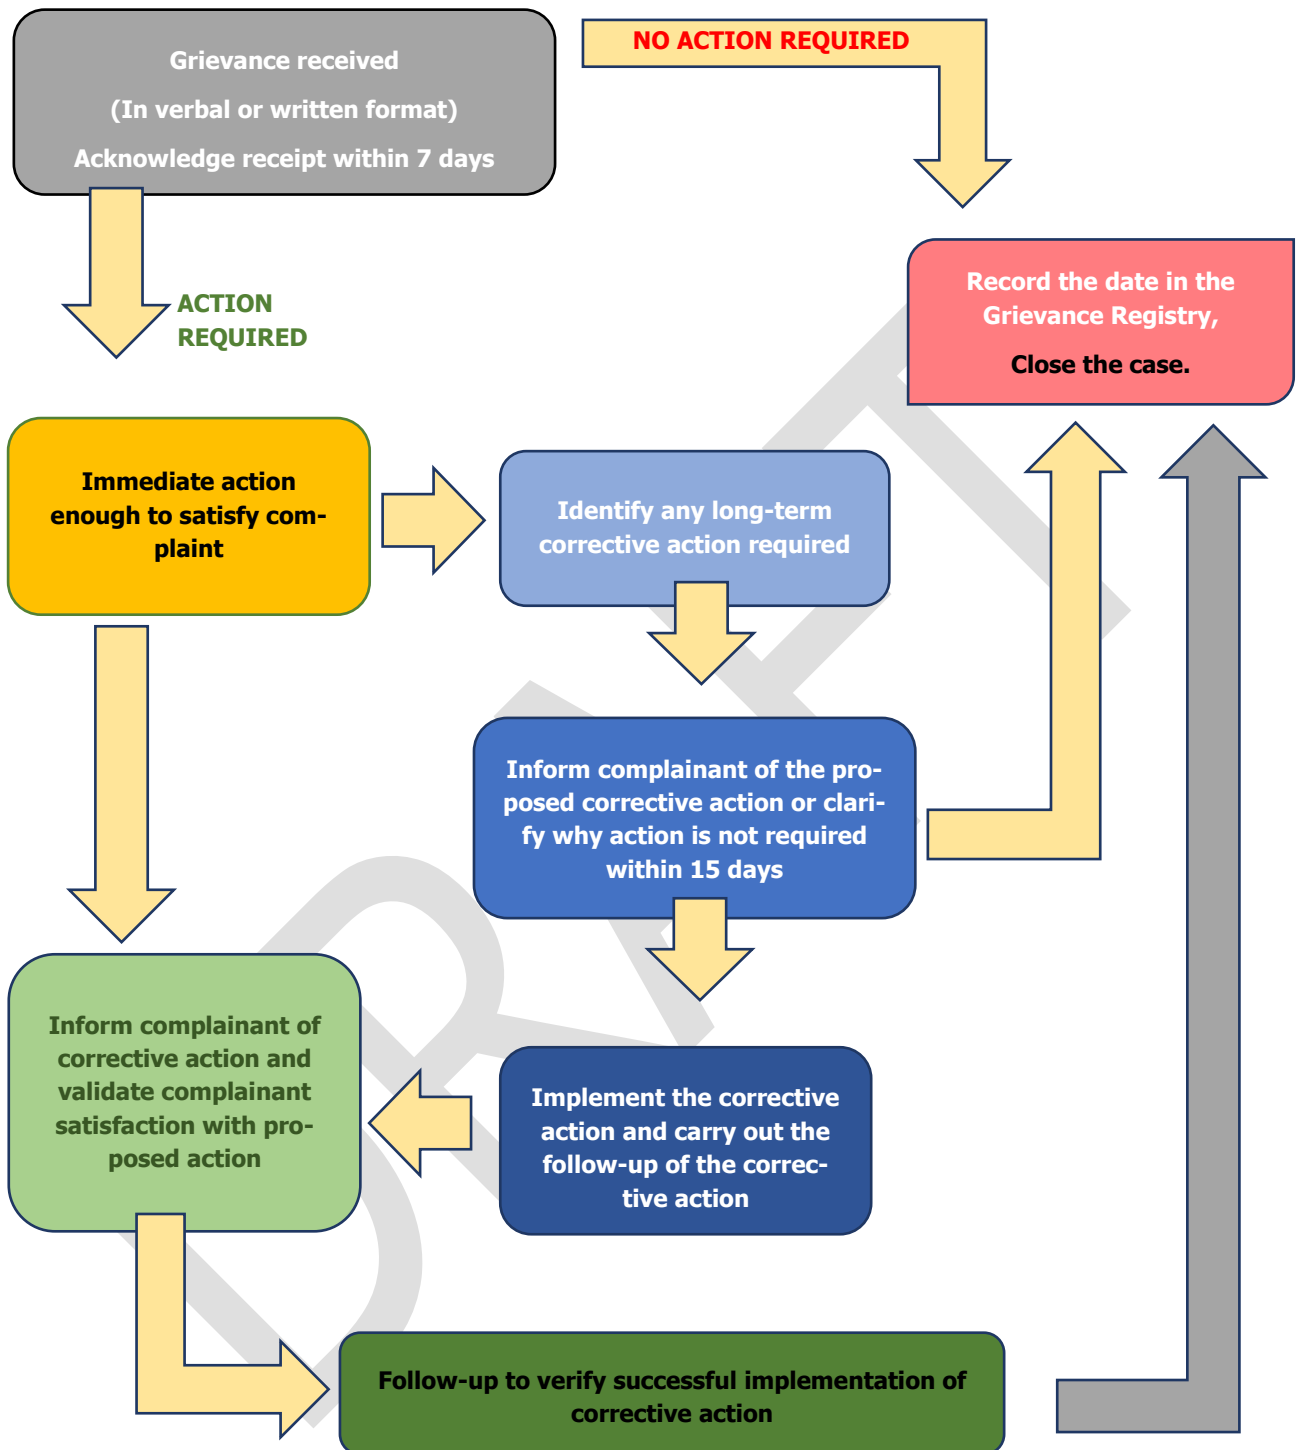 Grievance received
(In verbal or written format)
Acknowledge receipt within 7 days
NO ACTION REQUIRED
ACTION
REQUIRED
Record the date in the
Grievance Registry,
Close the case.
Immediate action
enough to satisfy com-
plaint
Identify any long-term
corrective action required
Inform complainant of the pro-
posed corrective action or clari-
fy why action is not required
within 15 days
Inform complainant of
corrective action and
validate complainant
satisfaction with pro-
posed action
Implement the corrective
action and carry out the
follow-up of the correc-
tive action
Follow-up to verify successful implementation of
corrective action
DRAFT